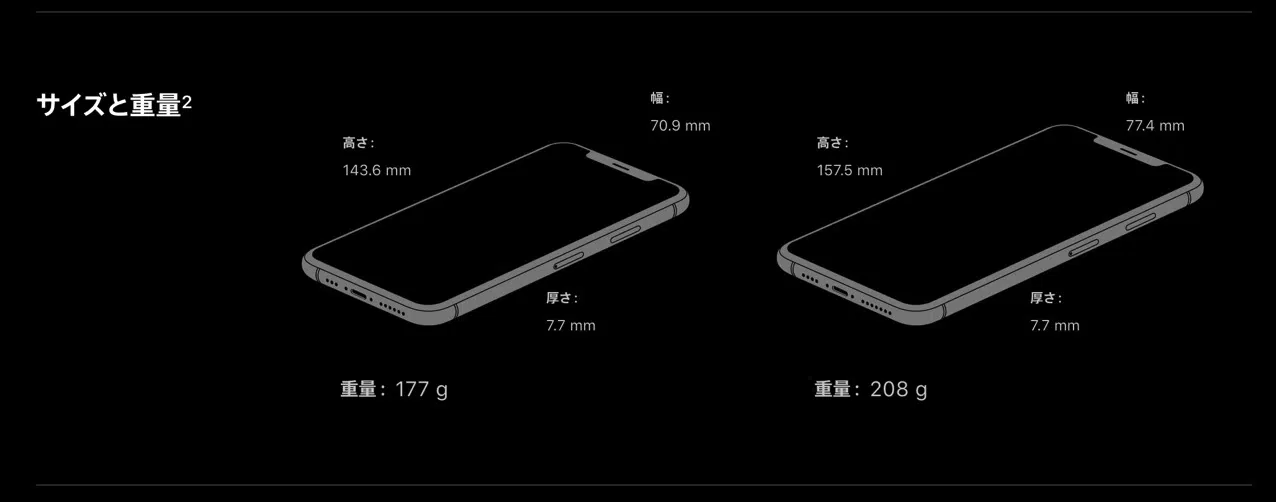 サイズと重量²
高さ:
143.6 mm
幅:
70.9 mm
厚さ:
7.7 mm
重量: 177 g
高さ:
157.5 mm
幅:
77.4 mm
厚さ:
7.7 mm
重量: 208 g